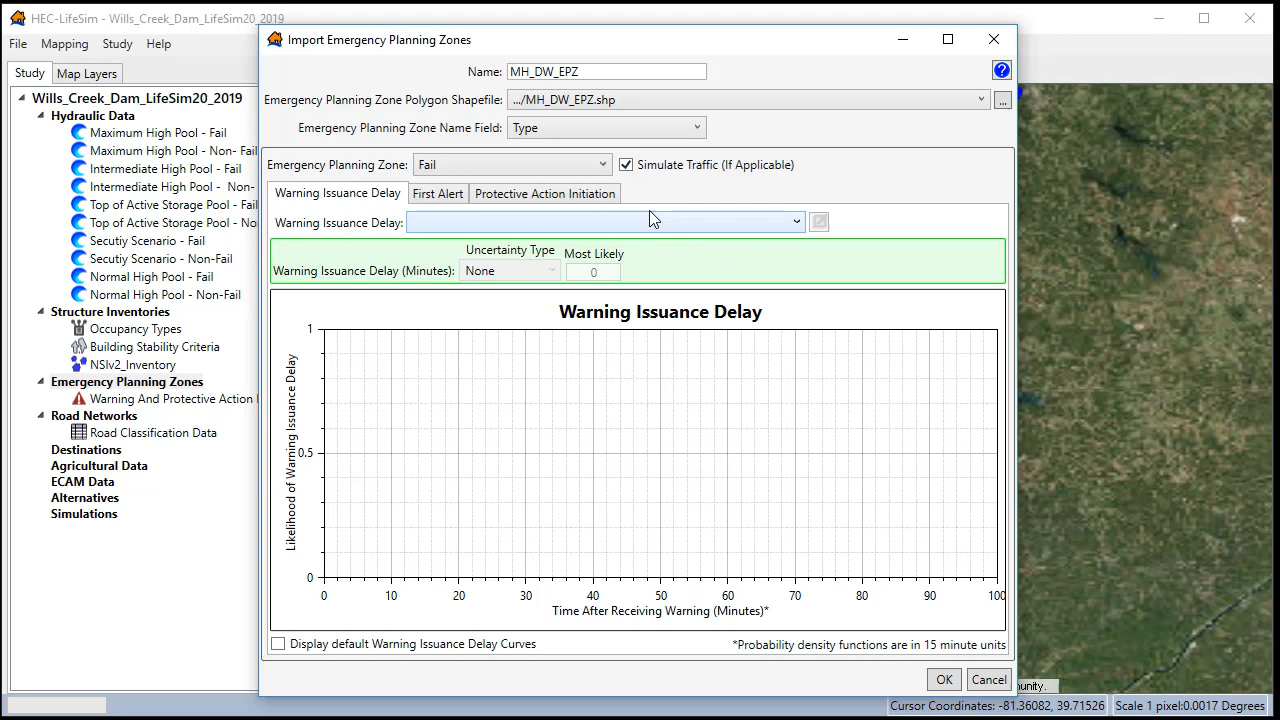 HEC-LifeSim - Wills_Creek_Dam_LifeSim20_2019
File Mapping Study Help
Study Map Layers
Wills_Creek_Dam_LifeSim20_2019
Hydraulic Data
Maximum High Pool - Fail
Maximum High Pool - Non- Fail
Intermediate High Pool - Fail
Intermediate High Pool - Non-
Top of Active Storage Pool - Fail
Top of Active Storage Pool - No
Secutiy Scenario - Fail
Secutiy Scenario - Non-Fail
Normal High Pool - Fail
Normal High Pool - Non-Fail
Structure Inventories
Occupancy Types
Building Stability Criteria
NSIv2_Inventory
Emergency Planning Zones
Warning And Protective Action
Road Networks
Road Classification Data
Destinations
Agricultural Data
ECAM Data
Alternatives
Simulations
Import Emergency Planning Zones
Name: MH_DW_EPZ
?
Emergency Planning Zone Polygon Shapefile: .../MH_DW_EPZ.shp
...
Emergency Planning Zone Name Field: Type
Emergency Planning Zone: Fail
Simulate Traffic (If Applicable)
Warning Issuance Delay First Alert Protective Action Initiation
Warning Issuance Delay:
Uncertainty Type Most Likely
Warning Issuance Delay (Minutes): None 0
Warning Issuance Delay
Likelihood of Warning Issuance Delay
1
0.5
0
0 10 20 30 40 50 60 70 80 90 100
Time After Receiving Warning (Minutes)*
Display default Warning Issuance Delay Curves
*Probability density functions are in 15 minute units
OK Cancel
munity.
Cursor Coordinates: -81.36082, 39.71526 Scale 1 pixel:0.0017 Degrees